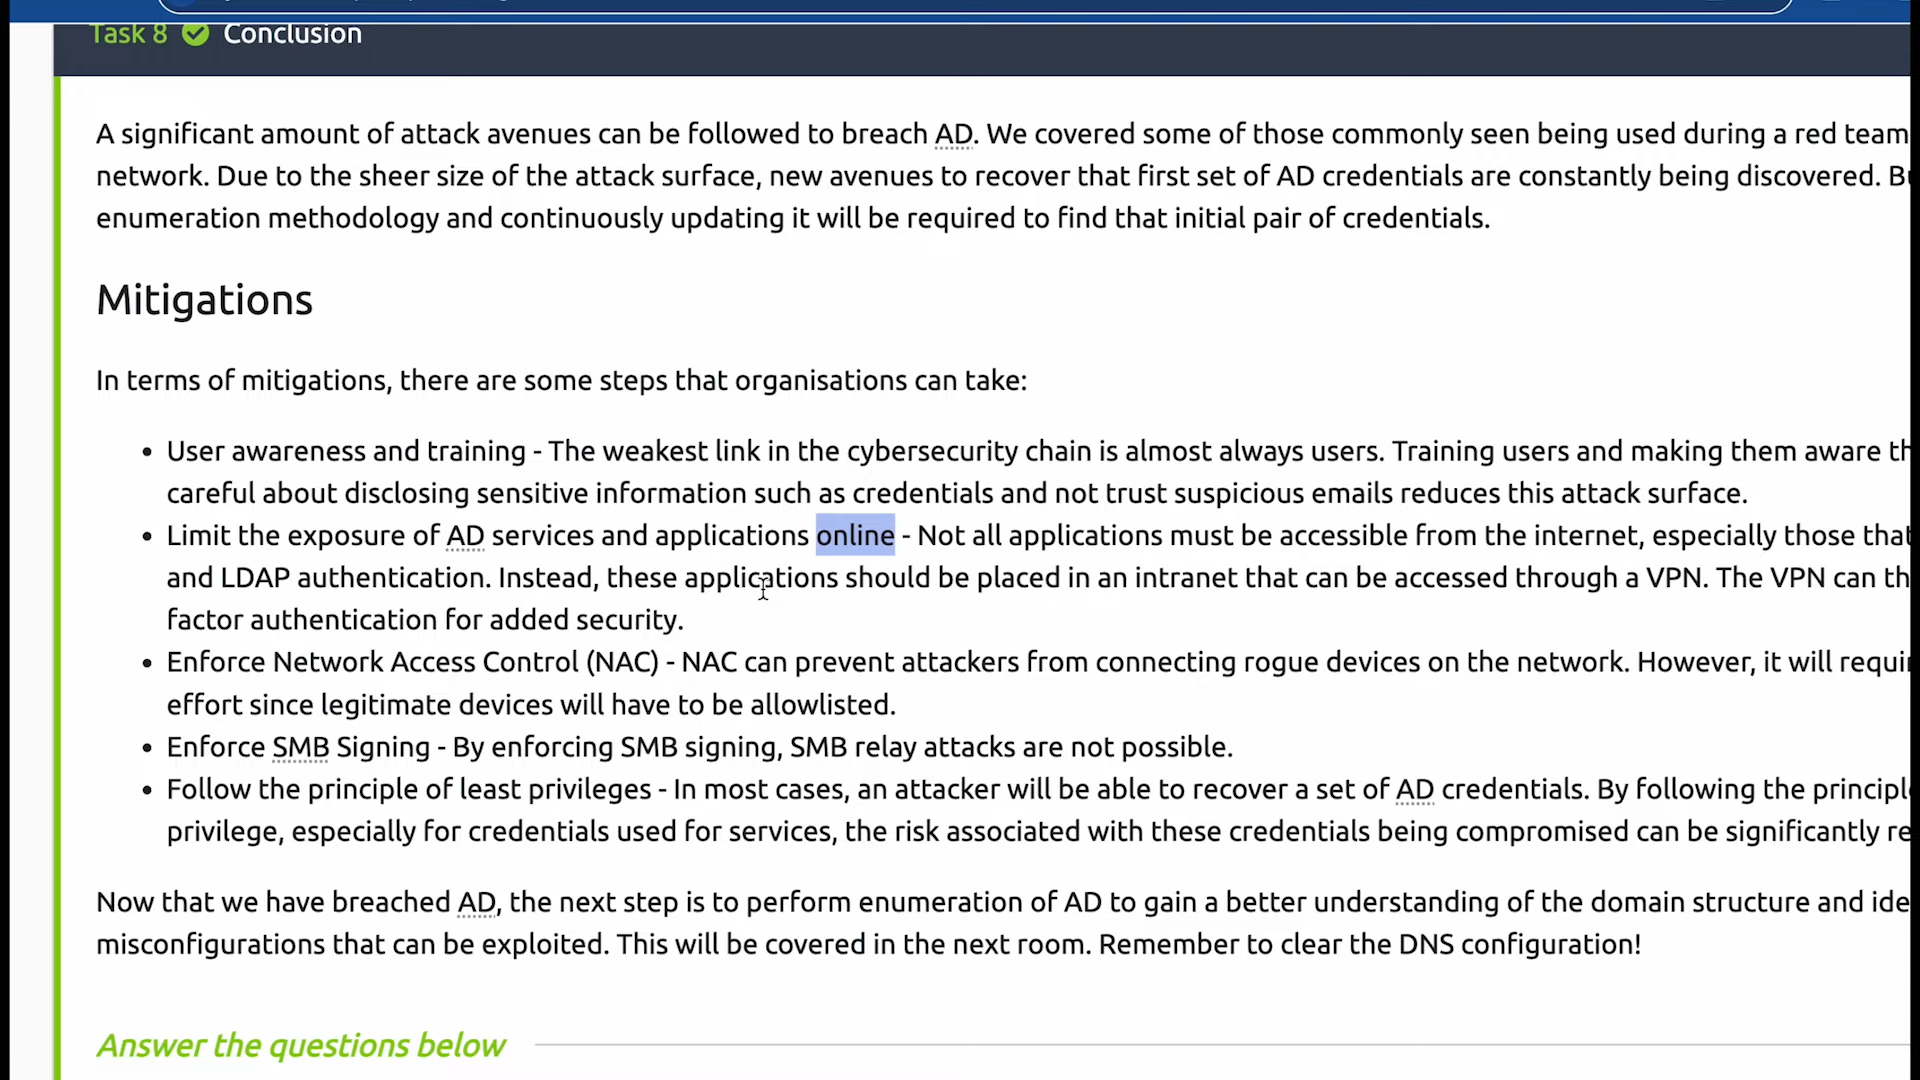 Task 8 Conclusion
A significant amount of attack avenues can be followed to breach AD. We covered some of those commonly seen being used during a red team
network. Due to the sheer size of the attack surface, new avenues to recover that first set of AD credentials are constantly being discovered.
enumeration methodology and continuously updating it will be required to find that initial pair of credentials.
Mitigations
In terms of mitigations, there are some steps that organisations can take:
• User awareness and training - The weakest link in the cybersecurity chain is almost always users. Training users and making them aware
careful about disclosing sensitive information such as credentials and not trust suspicious emails reduces this attack surface.
• Limit the exposure of AD services and applications online - Not all applications must be accessible from the internet, especially those that
and LDAP authentication. Instead, these applications should be placed in an intranet that can be accessed through a VPN. The VPN can
factor authentication for added security.
• Enforce Network Access Control (NAC) - NAC can prevent attackers from connecting rogue devices on the network. However, it will
effort since legitimate devices will have to be allowlisted.
• Enforce SMB Signing - By enforcing SMB signing, SMB relay attacks are not possible.
• Follow the principle of least privileges - In most cases, an attacker will be able to recover a set of AD credentials. By following the
privilege, especially for credentials used for services, the risk associated with these credentials being compromised can be significantly
Now that we have breached AD, the next step is to perform enumeration of AD to gain a better understanding of the domain structure and
misconfigurations that can be exploited. This will be covered in the next room. Remember to clear the DNS configuration!
Answer the questions below